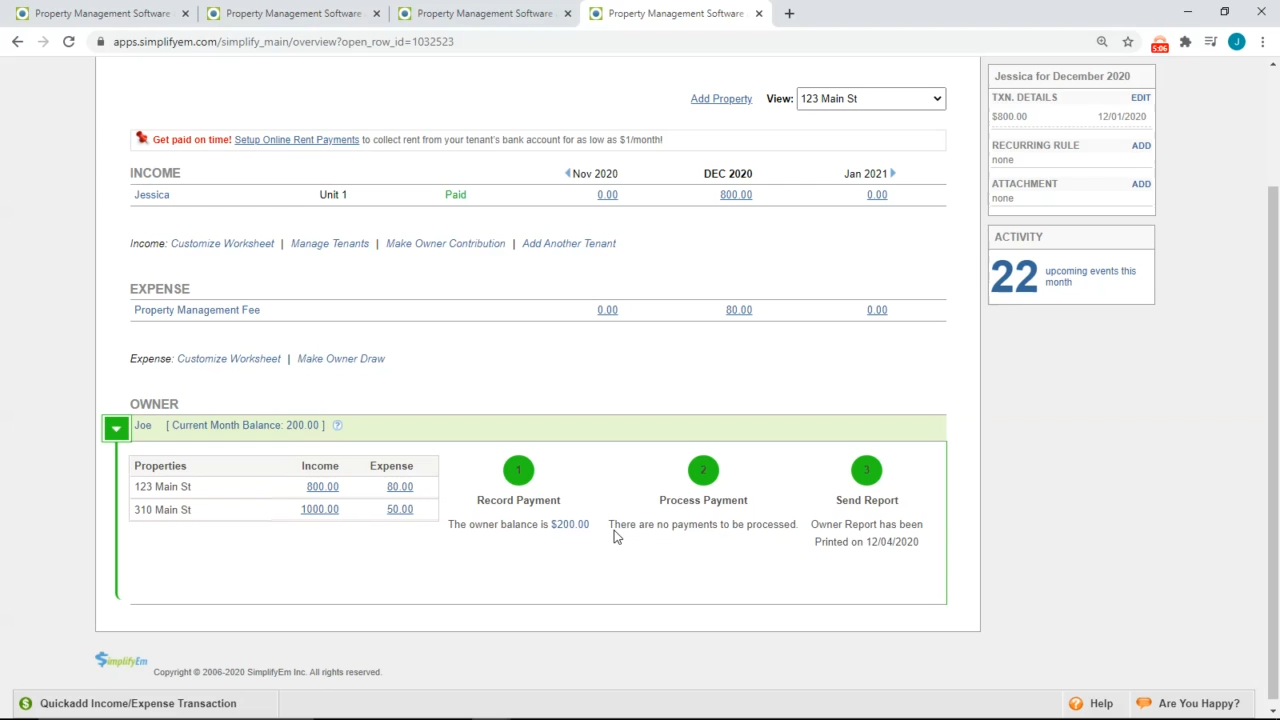 Property Management Software
Property Management Software
Property Management Software
Property Management Software
apps.simplifyem.com/simplify_main/overview?open_row_id=1032523
5:06
J
Add Property View: 123 Main St
Get paid on time! Setup Online Rent Payments to collect rent from your tenant's bank account for as low as $1/month!
INCOME Nov 2020 DEC 2020 Jan 2021
Jessica Unit 1 Paid 0.00 800.00 0.00
Income: Customize Worksheet | Manage Tenants | Make Owner Contribution | Add Another Tenant
EXPENSE
Property Management Fee 0.00 80.00 0.00
Expense: Customize Worksheet | Make Owner Draw
OWNER
Joe [ Current Month Balance: 200.00 ] ?
Properties Income Expense
123 Main St 800.00 80.00
310 Main St 1000.00 50.00
1
Record Payment
The owner balance is $200.00
2
Process Payment
There are no payments to be processed.
3
Send Report
Owner Report has been
Printed on 12/04/2020
Jessica for December 2020
TXN. DETAILS EDIT
$800.00 12/01/2020
RECURRING RULE ADD
none
ATTACHMENT ADD
none
ACTIVITY
22 upcoming events this
month
SimplifyEm
Copyright © 2006-2020 SimplifyEm Inc. All rights reserved.
$ Quickadd Income/Expense Transaction
? Help
Are You Happy?